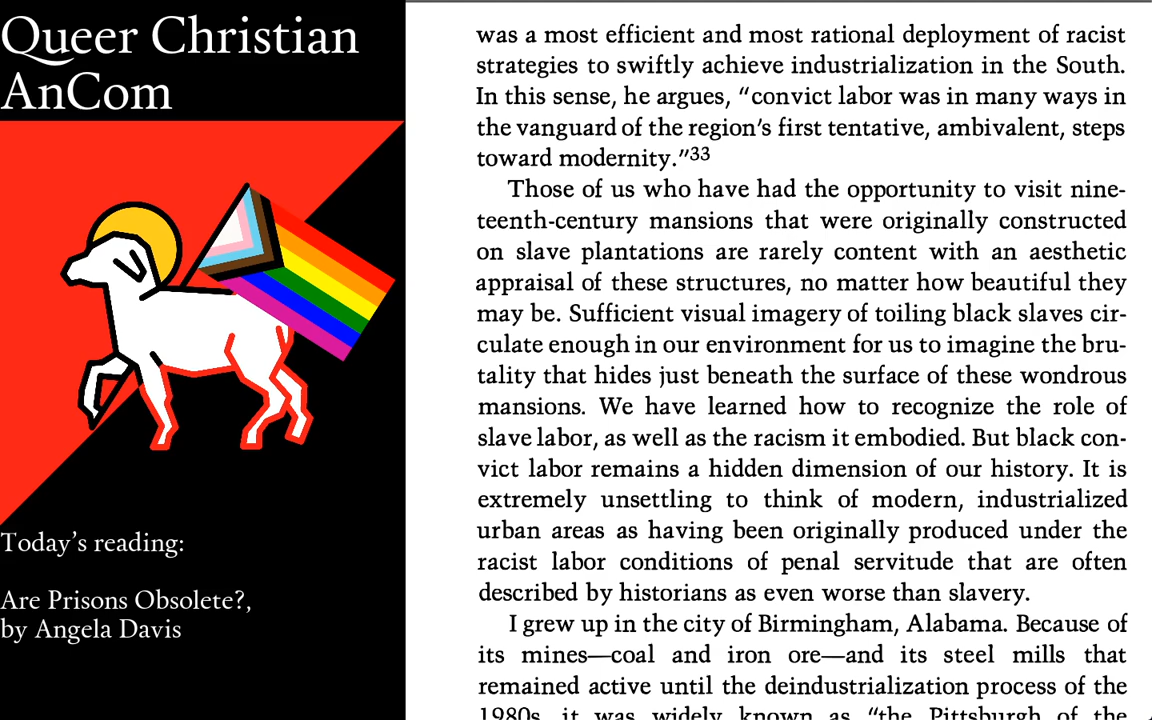 Queer Christian
AnCom
Today's reading:
Are Prisons Obsolete?,
by Angela Davis
was a most efficient and most rational deployment of racist
strategies to swiftly achieve industrialization in the South.
In this sense, he argues, "convict labor was in many ways in
the vanguard of the region's first tentative, ambivalent, steps
toward modernity."33
Those of us who have had the opportunity to visit nine-
teenth-century mansions that were originally constructed
on slave plantations are rarely content with an aesthetic
appraisal of these structures, no matter how beautiful they
may be. Sufficient visual imagery of toiling black slaves cir-
culate enough in our environment for us to imagine the bru-
tality that hides just beneath the surface of these wondrous
mansions. We have learned how to recognize the role of
slave labor, as well as the racism it embodied. But black con-
vict labor remains a hidden dimension of our history. It is
extremely unsettling to think of modern, industrialized
urban areas as having been originally produced under the
racist labor conditions of penal servitude that are often
described by historians as even worse than slavery.
I grew up in the city of Birmingham, Alabama. Because of
its mines—coal and iron ore—and its steel mills that
remained active until the deindustrialization process of the
1980s, it was widely known as "the Pittsburgh of the